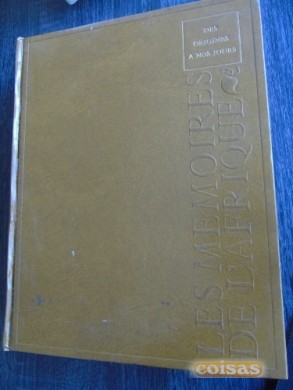 DES
ORIGINES
A NOS JOURS
LES MEMOIRES
DE L'AFRIQUE
coisas